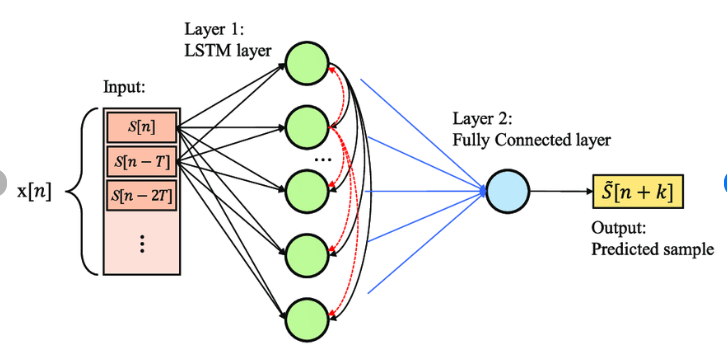 Layer 1:
LSTM layer
Input:
S[n]
S[n − T]
S[n − 2T]
⋮
x[n]
...
Layer 2:
Fully Connected layer
S̃[n + k]
Output:
Predicted sample